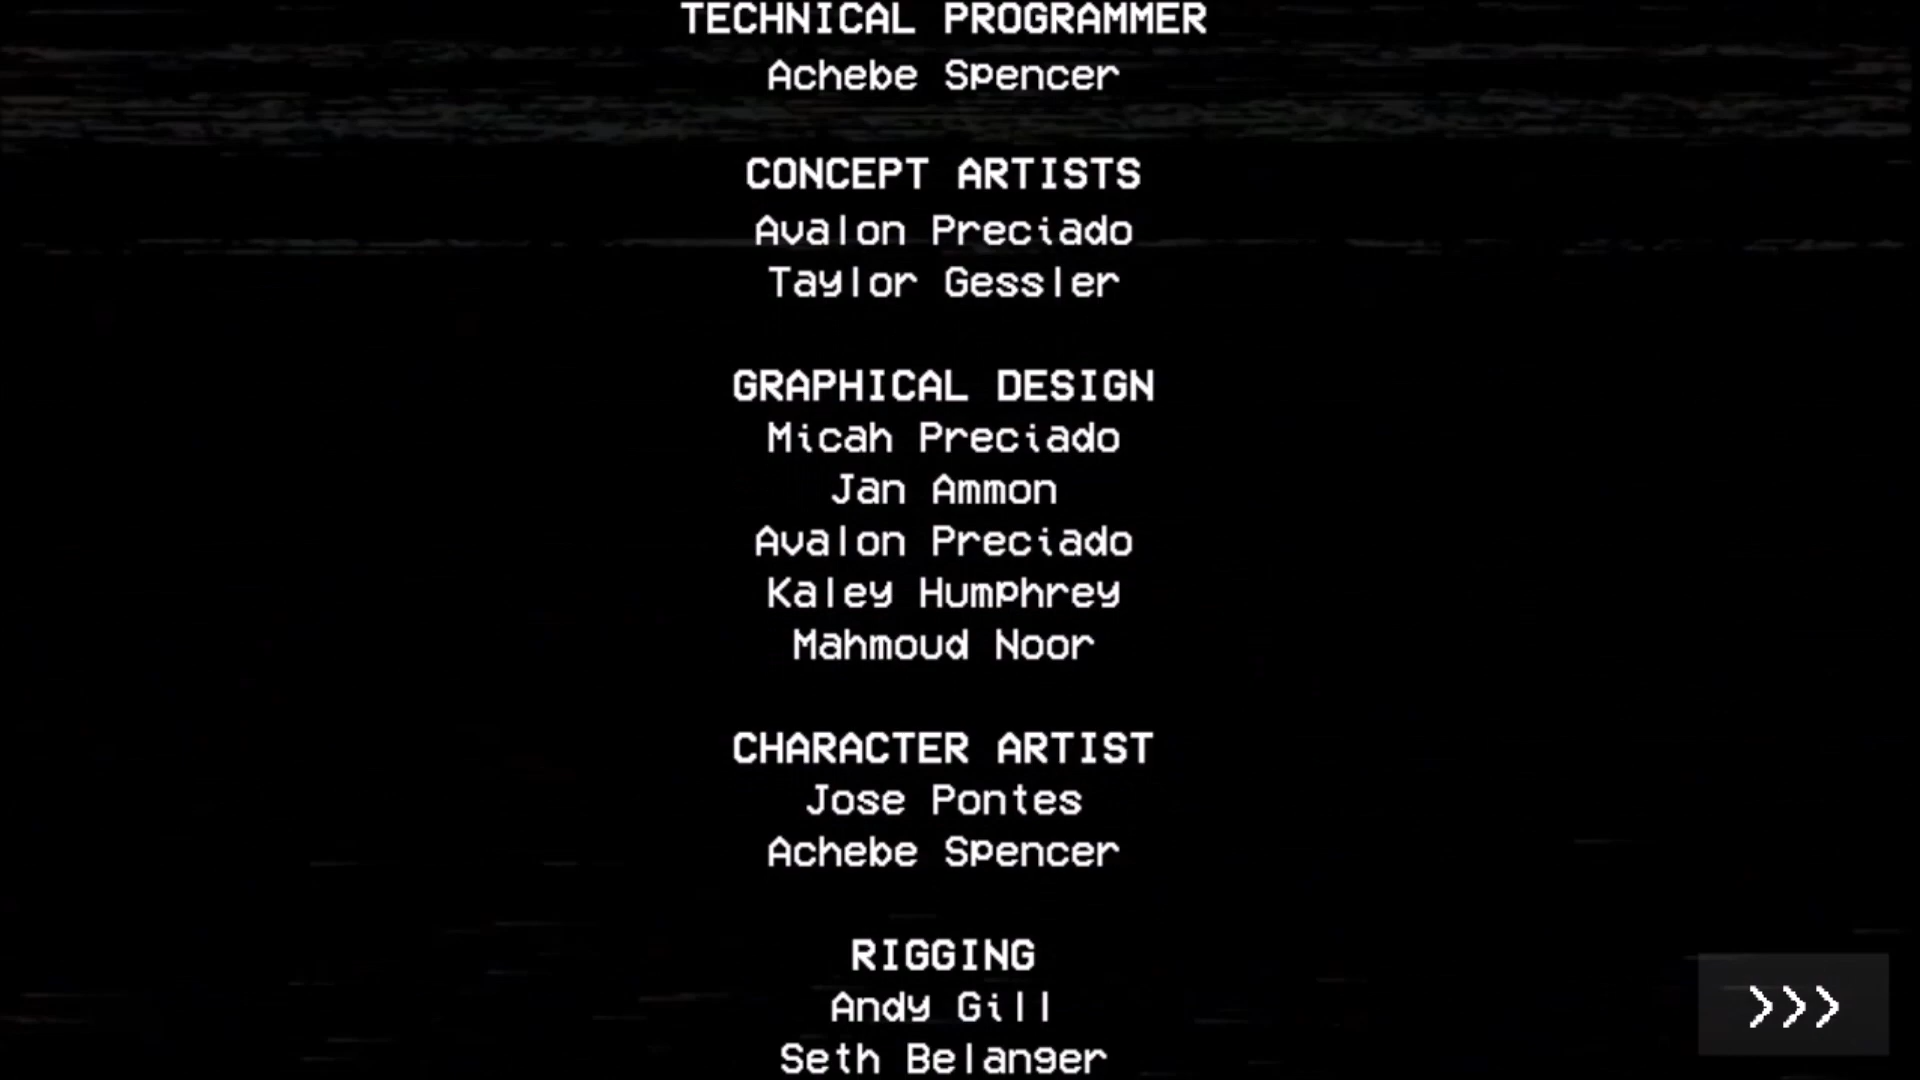 TECHNICAL PROGRAMMER
Achebe Spencer
CONCEPT ARTISTS
Avalon Preciado
Taylor Gessler
GRAPHICAL DESIGN
Micah Preciado
Jan Ammon
Avalon Preciado
Kaley Humphrey
Mahmoud Noor
CHARACTER ARTIST
Jose Pontes
Achebe Spencer
RIGGING
Andy Gill
Seth Belanger
>>>